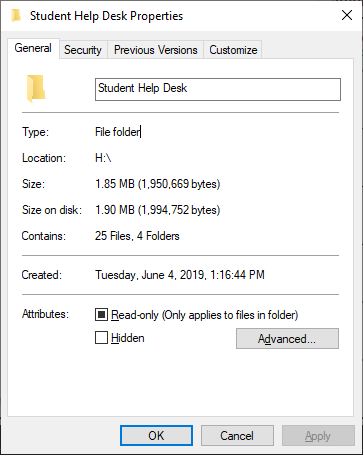 Student Help Desk Properties
General Security Previous Versions Customize
Student Help Desk
Type: File folder
Location: H:\
Size: 1.85 MB (1,950,669 bytes)
Size on disk: 1.90 MB (1,994,752 bytes)
Contains: 25 Files, 4 Folders
Created: Tuesday, June 4, 2019, 1:16:44 PM
Attributes: Read-only (Only applies to files in folder)
Hidden Advanced...
OK Cancel Apply